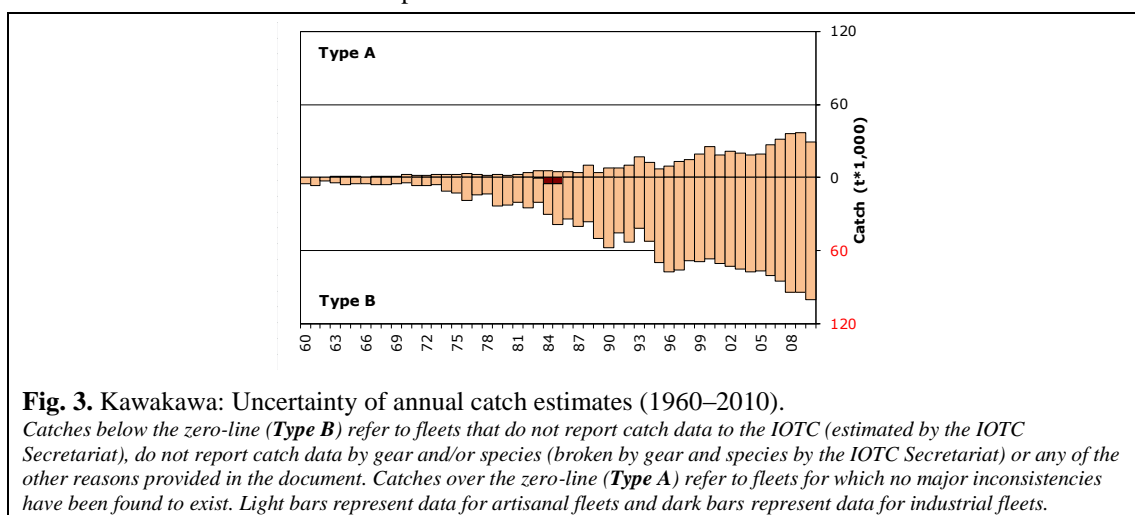 Type A
120
60
0
60
120
Catch (t*1,000)
Type B
60 63 66 69 72 75 78 81 84 87 90 93 96 99 02 05 08
Fig. 3. Kawakawa: Uncertainty of annual catch estimates (1960–2010).
Catches below the zero-line (Type B) refer to fleets that do not report catch data to the IOTC (estimated by the IOTC
Secretariat), do not report catch data by gear and/or species (broken by gear and species by the IOTC Secretariat) or any of the
other reasons provided in the document. Catches over the zero-line (Type A) refer to fleets for which no major inconsistencies
have been found to exist. Light bars represent data for artisanal fleets and dark bars represent data for industrial fleets.